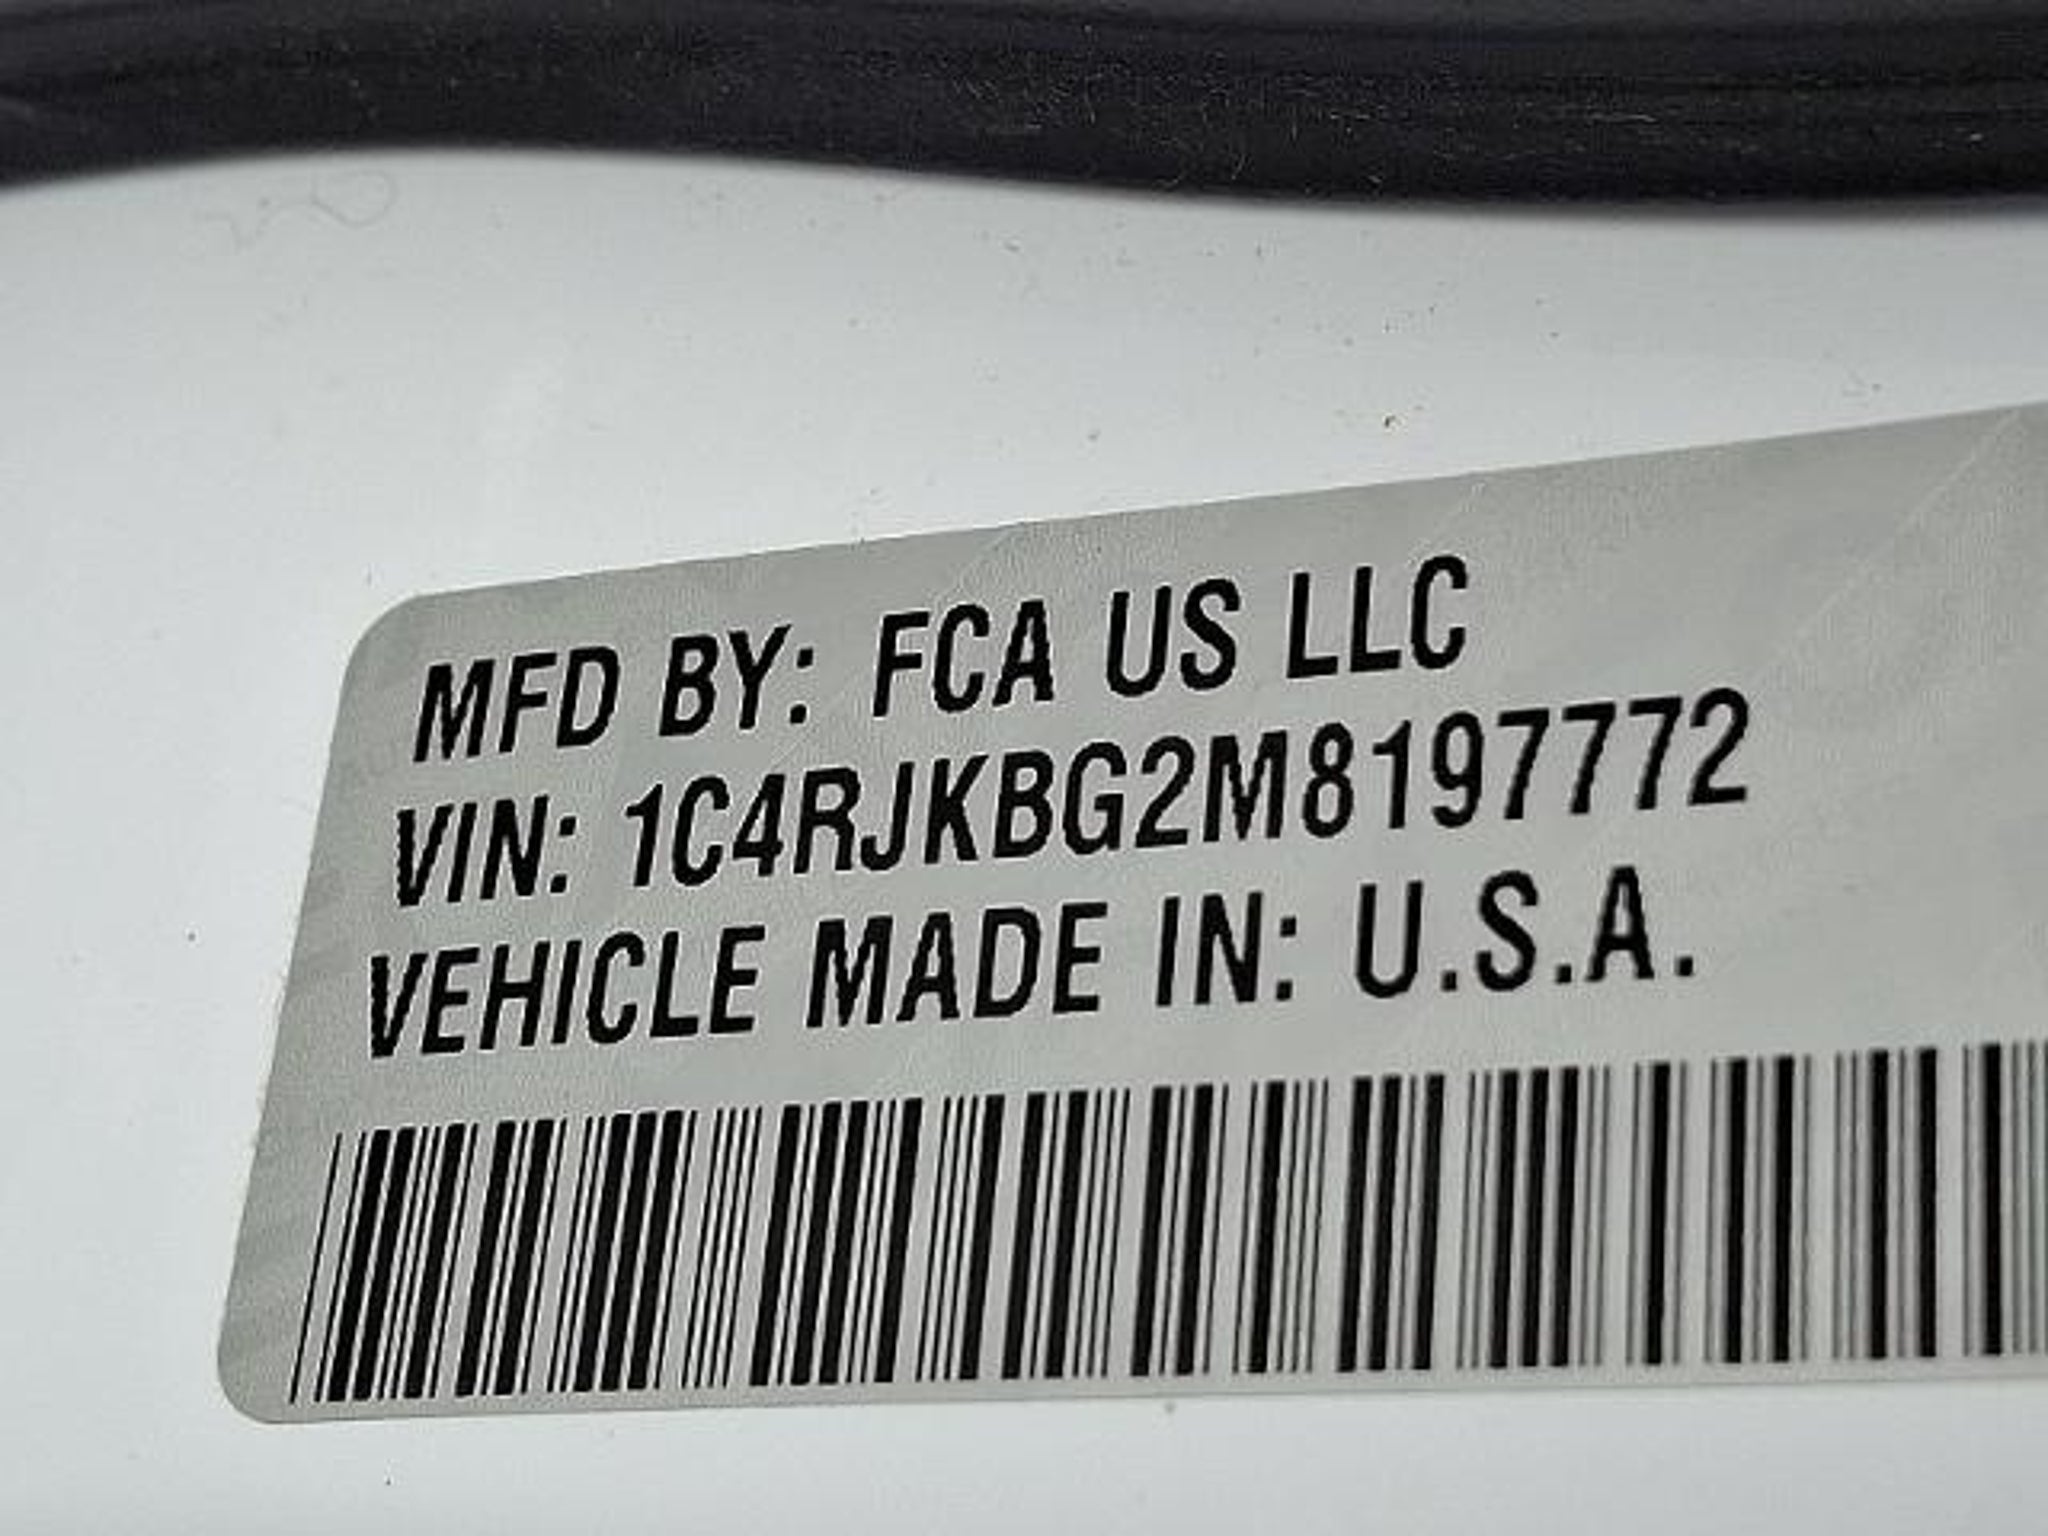 MFD BY: FCA US LLC
VIN: 1C4RJKBG2M8197772
VEHICLE MADE IN: U.S.A.